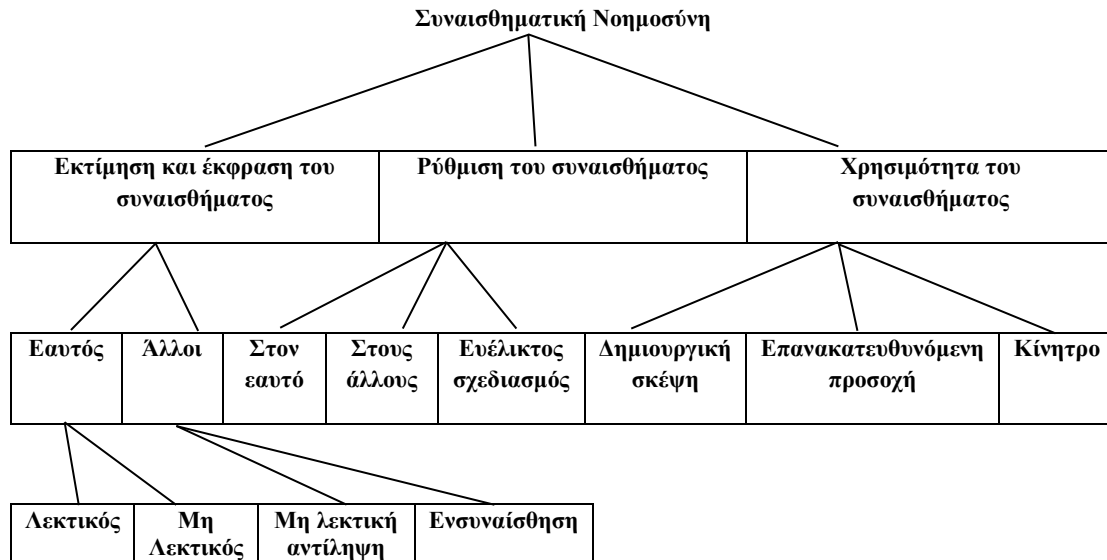 Συναισθηματική Νοημοσύνη
Εκτίμηση και έκφραση του
συναισθήματος
Ρύθμιση του συναισθήματος
Χρησιμότητα του
συναισθήματος
Εαυτός
Άλλοι
Στον
εαυτό
Στους
άλλους
Ευέλικτος
σχεδιασμός
Δημιουργική
σκέψη
Επανακατευθυνόμενη
προσοχή
Κίνητρο
Λεκτικός
Μη
Λεκτικός
Μη λεκτική
αντίληψη
Ενσυναίσθηση